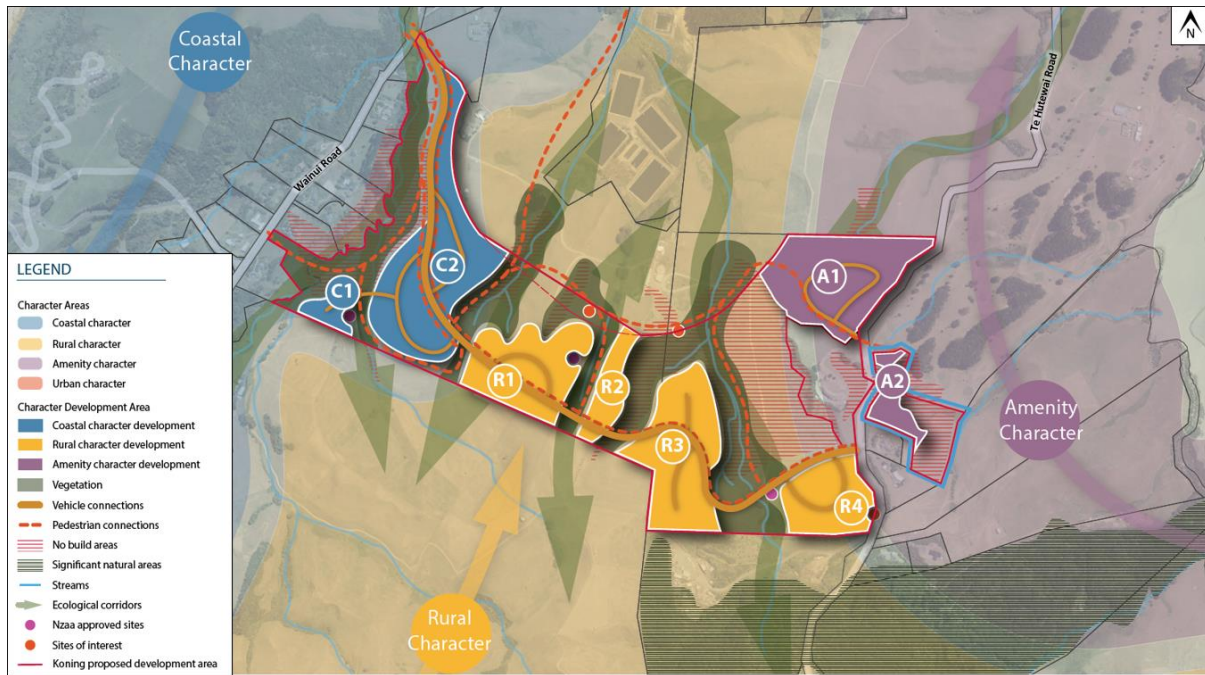 Coastal
Character
N
Wainui Road
Te Hutewai Road
C2
C1
A1
A2
R1
R2
R3
R4
Amenity
Character
Rural
Character
LEGEND
Character Areas
Coastal character
Rural character
Amenity character
Urban character
Character Development Area
Coastal character development
Rural character development
Amenity character development
Vegetation
Vehicle connections
Pedestrian connections
No build areas
Significant natural areas
Streams
Ecological corridors
Nzaa approved sites
Sites of interest
Koning proposed development area